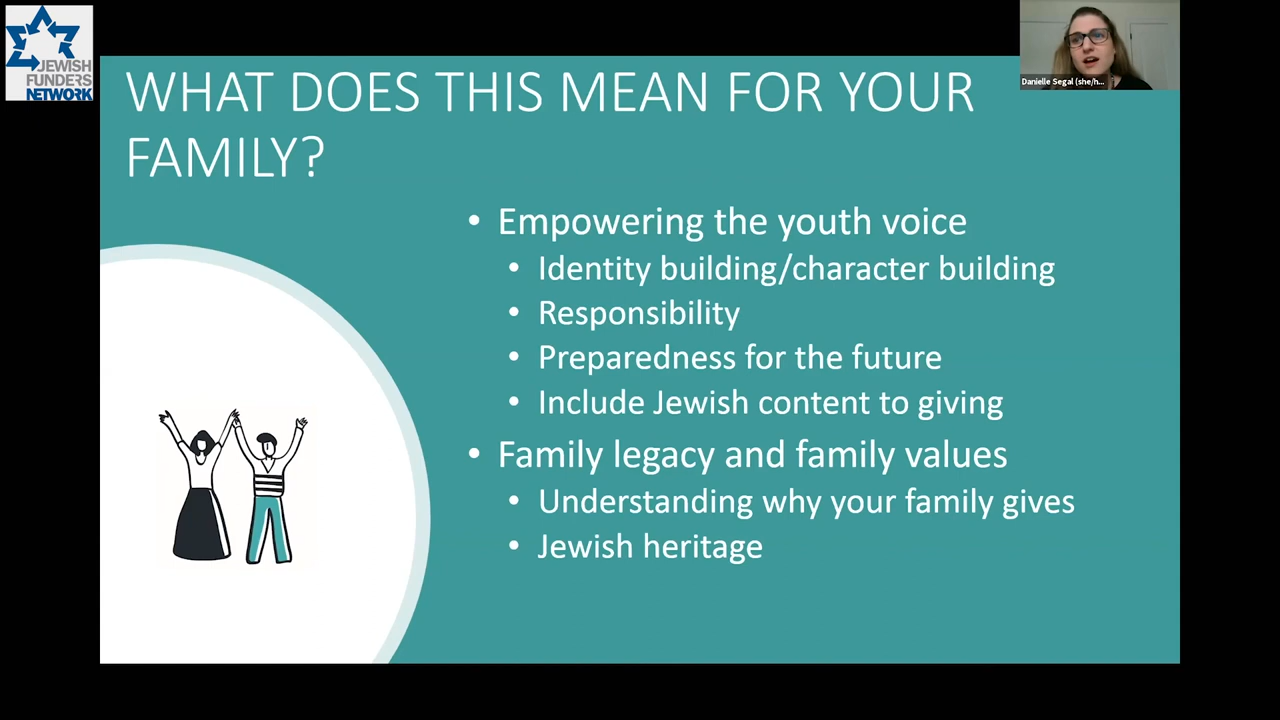 JEWISH
FUNDERS
NETWORK
Danielle Segal (she/h...
WHAT DOES THIS MEAN FOR YOUR
FAMILY?
• Empowering the youth voice
• Identity building/character building
• Responsibility
• Preparedness for the future
• Include Jewish content to giving
• Family legacy and family values
• Understanding why your family gives
• Jewish heritage